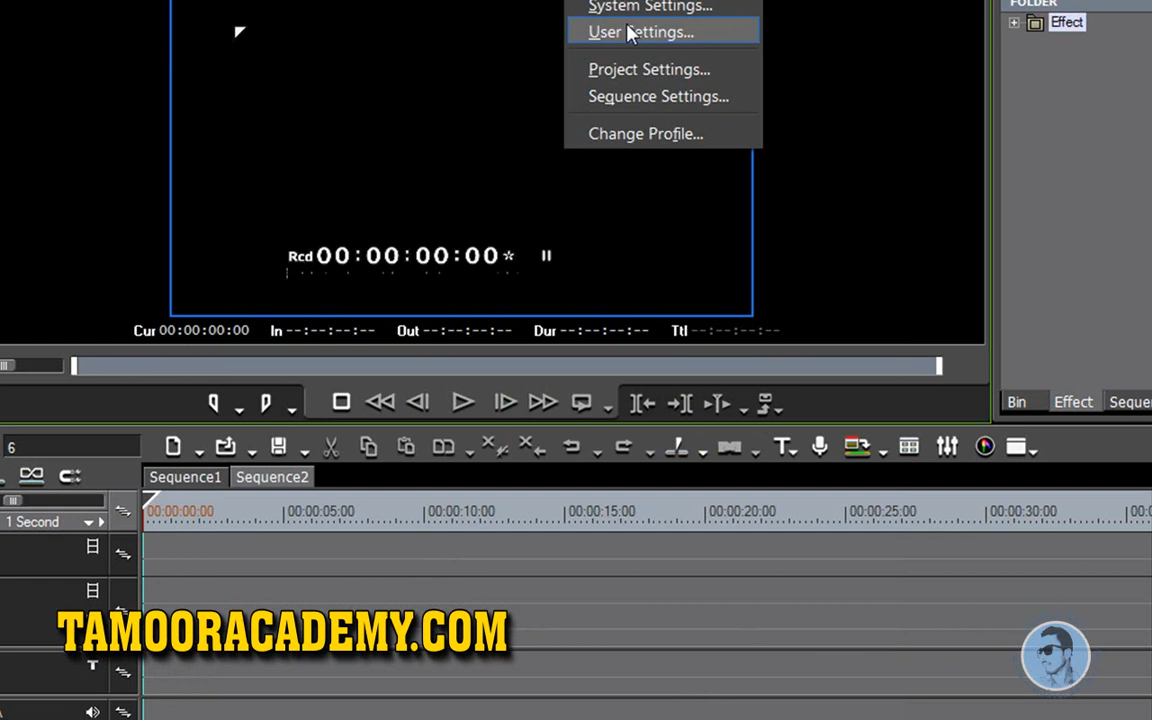 FOLDER
System Settings...
User Settings...
Effect
Project Settings...
Sequence Settings...
Change Profile...
Rcd 00:00:00:00
Cur 00:00:00:00 In --:--:--:-- Out --:--:--:-- Dur --:--:--:-- Ttl --:--:--:--
Bin Effect
6
Sequence1 Sequence2
1 Second
00:00:00:00 00:00:05:00 00:00:10:00 00:00:15:00 00:00:20:00 00:00:25:00 00:00:30:00
TAMOORACADEMY.COM
T